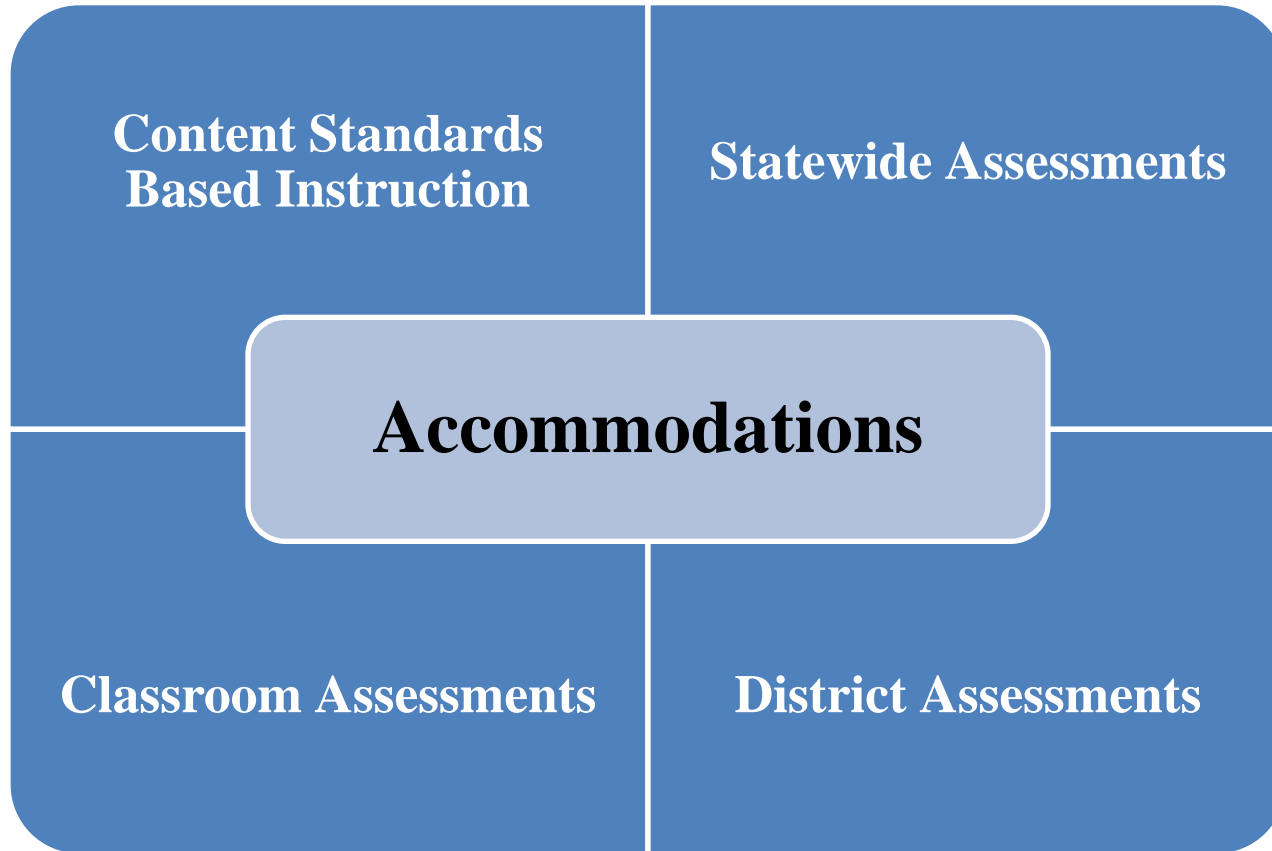 Content Standards
Based Instruction
Statewide Assessments
Accommodations
Classroom Assessments
District Assessments